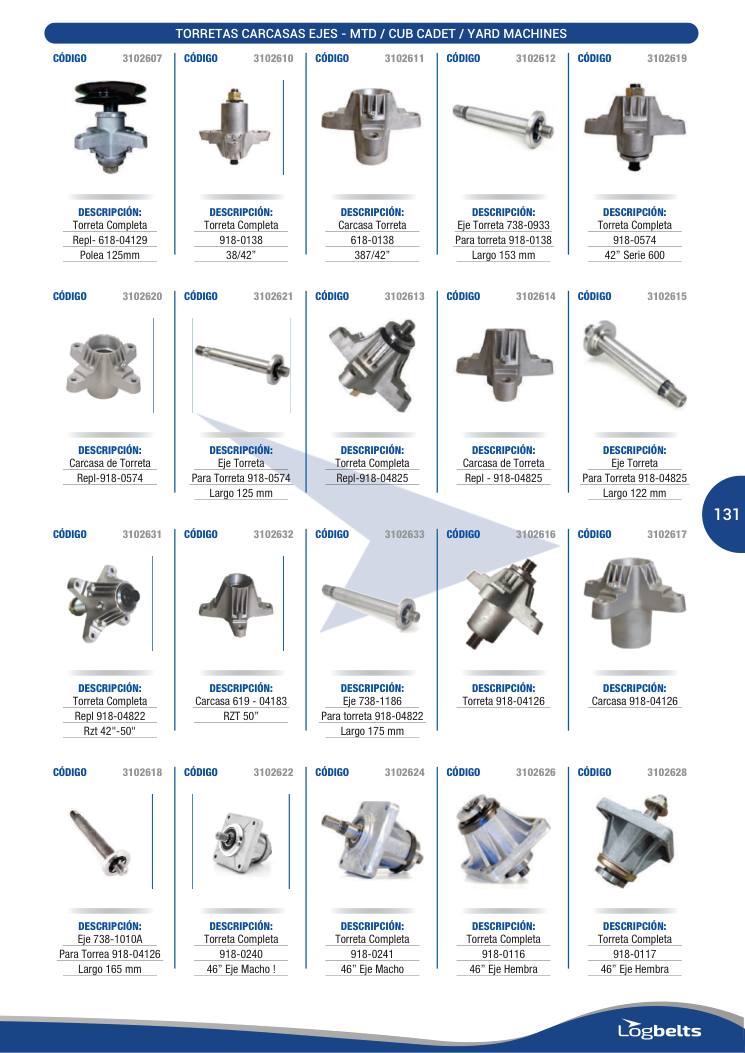 TORRETAS CARCASAS EJES - MTD / CUB CADET / YARD MACHINES
CÓDIGO 3102607
DESCRIPCIÓN:
Torreta Completa
Repl- 618-04129
Polea 125mm
CÓDIGO 3102610
DESCRIPCIÓN:
Torreta Completa
918-0138
38/42”
CÓDIGO 3102611
DESCRIPCIÓN:
Carcasa Torreta
618-0138
387/42”
CÓDIGO 3102612
DESCRIPCIÓN:
Eje Torreta 738-0933
Para torreta 918-0138
Largo 153 mm
CÓDIGO 3102619
DESCRIPCIÓN:
Torreta Completa
918-0574
42” Serie 600
CÓDIGO 3102620
DESCRIPCIÓN:
Carcasa de Torreta
Repl-918-0574
CÓDIGO 3102621
DESCRIPCIÓN:
Eje Torreta
Para Torreta 918-0574
Largo 125 mm
CÓDIGO 3102613
DESCRIPCIÓN:
Torreta Completa
Repl-918-04825
CÓDIGO 3102614
DESCRIPCIÓN:
Carcasa de Torreta
Repl - 918-04825
CÓDIGO 3102615
DESCRIPCIÓN:
Eje Torreta
Para Torreta 918-04825
Largo 122 mm
131
CÓDIGO 3102631
DESCRIPCIÓN:
Torreta Completa
Repl 918-04822
Rzt 42"-50"
CÓDIGO 3102632
DESCRIPCIÓN:
Carcasa 619 - 04183
RZT 50”
CÓDIGO 3102633
DESCRIPCIÓN:
Eje 738-1186
Para torreta 918-04822
Largo 175 mm
CÓDIGO 3102616
DESCRIPCIÓN:
Torreta 918-04126
CÓDIGO 3102617
DESCRIPCIÓN:
Carcasa 918-04126
CÓDIGO 3102618
DESCRIPCIÓN:
Eje 738-1010A
Para Torrea 918-04126
Largo 165 mm
CÓDIGO 3102622
DESCRIPCIÓN:
Torreta Completa
918-0240
46” Eje Macho !
CÓDIGO 3102624
DESCRIPCIÓN:
Torreta Completa
918-0241
46” Eje Macho
CÓDIGO 3102626
DESCRIPCIÓN:
Torreta Completa
918-0116
46” Eje Hembra
CÓDIGO 3102628
DESCRIPCIÓN:
Torreta Completa
918-0117
46” Eje Hembra
Logbelts